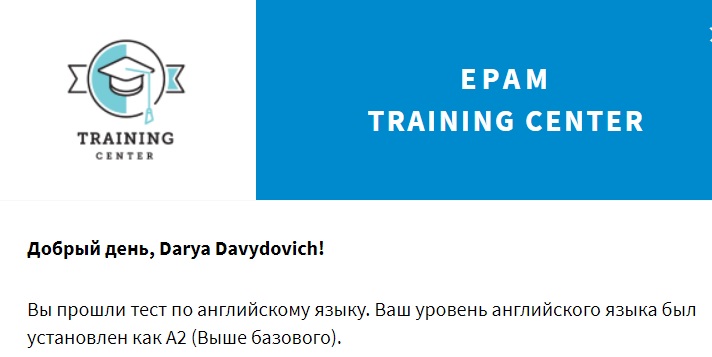 TRAINING
CENTER
EPAM
TRAINING CENTER
Добрый день, Darya Davydovich!
Вы прошли тест по английскому языку. Ваш уровень английского языка был
установлен как A2 (Выше базового).